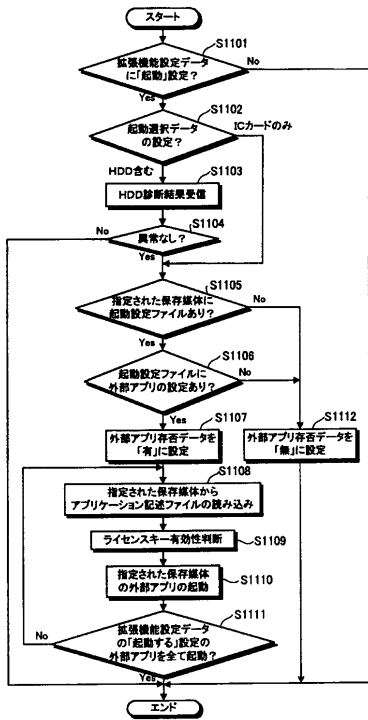 スタート
S1101
拡張機能設定データ
に「起動」設定?
No
Yes
S1102
起動選択データ
の設定?
ICカードのみ
HDD含む
S1103
HDD診断結果受信
S1104
No
異常なし?
Yes
S1105
指定された保存媒体に
起動設定ファイルあり?
No
Yes
S1106
起動設定ファイルに
外部アプリの設定あり?
No
Yes
S1107
外部アプリ存否データを
「有」に設定
S1112
外部アプリ存否データを
「無」に設定
S1108
指定された保存媒体から
アプリケーション記述ファイルの読み込み
S1109
ライセンスキー有効性判断
S1110
指定された保存媒体
の外部アプリの起動
S1111
No
拡張機能設定データ
の「起動する」設定の
外部アプリを全て起動?
Yes
エンド